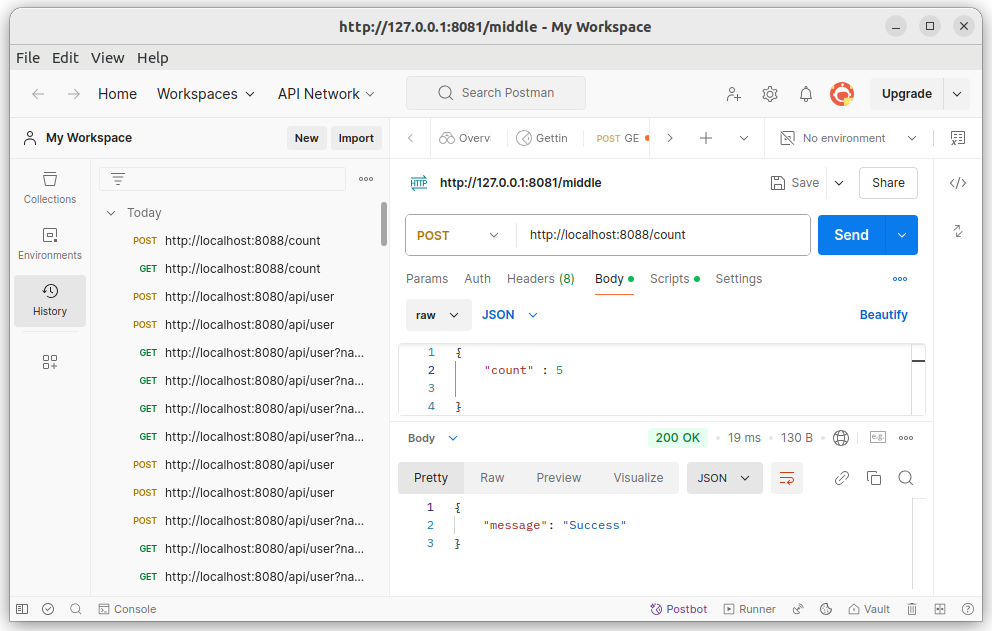 http://127.0.0.1:8081/middle - My Workspace
File Edit View Help
Home Workspaces API Network Search Postman Upgrade
My Workspace New Import
Overv Gettin POST GE No environment
Collections
Environments
History
Today
POST http://localhost:8088/count
GET http://localhost:8088/count
POST http://localhost:8080/api/user
POST http://localhost:8080/api/user
GET http://localhost:8080/api/user?na...
GET http://localhost:8080/api/user?na...
GET http://localhost:8080/api/user?na...
GET http://localhost:8080/api/user?na...
POST http://localhost:8080/api/user
POST http://localhost:8080/api/user
POST http://localhost:8080/api/user?na...
GET http://localhost:8080/api/user?na...
GET http://localhost:8080/api/user?na...
HTTP http://127.0.0.1:8081/middle Save Share
POST http://localhost:8088/count Send
Params Auth Headers (8) Body Scripts Settings
raw JSON Beautify
1 {
2 "count" : 5
3
4 }
Body 200 OK 19 ms 130 B e.g.
Pretty Raw Preview Visualize JSON
1 {
2 "message": "Success"
3 }
Console Postbot Runner Vault